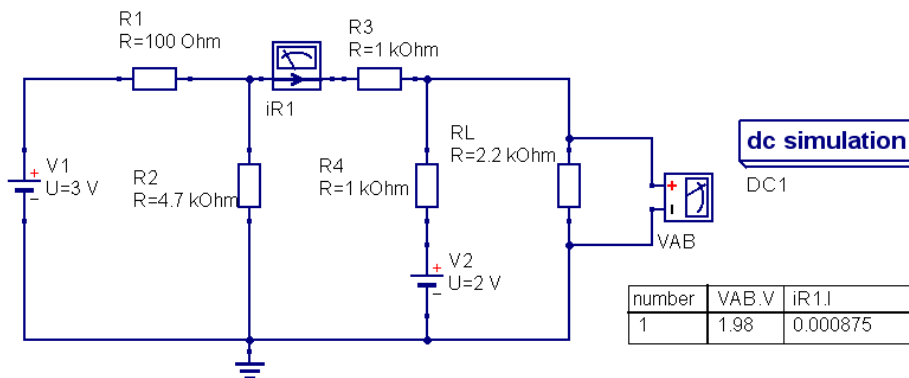 R1
R=100 Ohm
R3
R=1 kOhm
iR1
RL
R=2.2 kOhm
dc simulation
DC1
V1
U=3 V
R2
R=4.7 kOhm
R4
R=1 kOhm
VAB
V2
U=2 V
number VAB.V iR1.I
1 1.98 0.000875